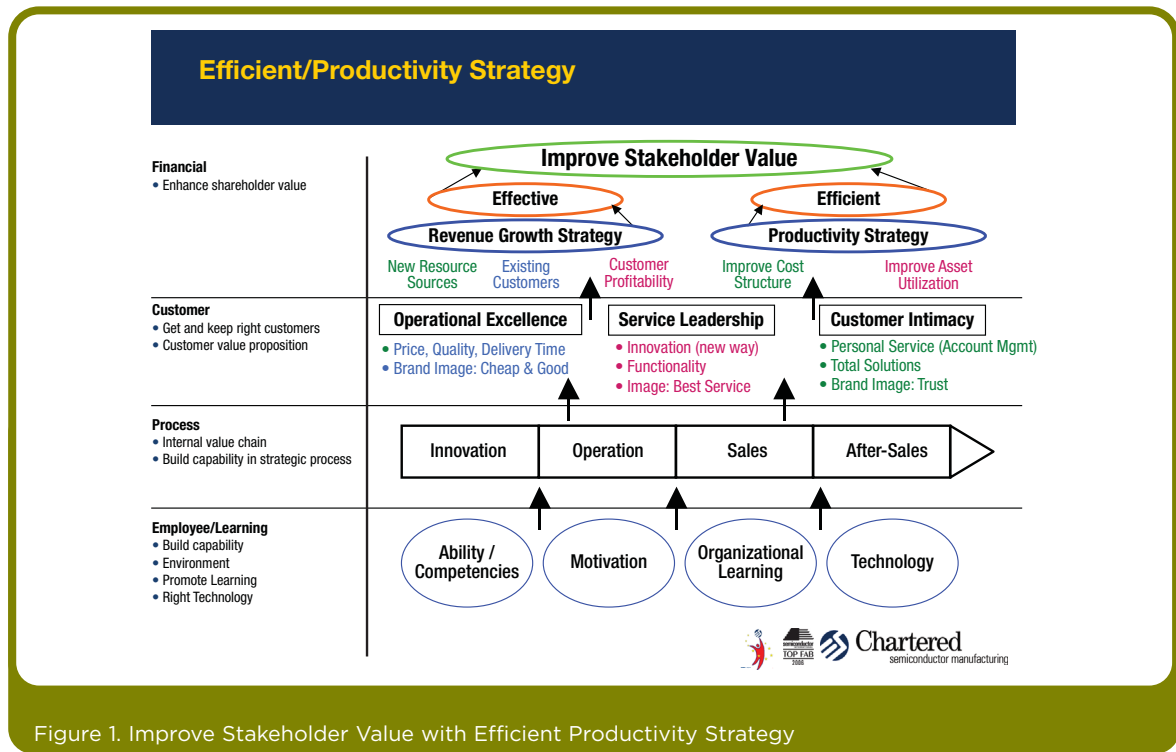 Efficient/Productivity Strategy
Financial
• Enhance shareholder value
Improve Stakeholder Value
Effective
Efficient
Revenue Growth Strategy
Productivity Strategy
New Resource
Sources
Existing
Customers
Customer
Profitability
Improve Cost
Structure
Improve Asset
Utilization
Customer
• Get and keep right customers
• Customer value proposition
Operational Excellence
• Price, Quality, Delivery Time
• Brand Image: Cheap & Good
Service Leadership
• Innovation (new way)
• Functionality
• Image: Best Service
Customer Intimacy
• Personal Service (Account Mgmt)
• Total Solutions
• Brand Image: Trust
Process
• Internal value chain
• Build capability in strategic process
Innovation
Operation
Sales
After-Sales
Employee/Learning
• Build capability
• Environment
• Promote Learning
• Right Technology
Ability /
Competencies
Motivation
Organizational
Learning
Technology
semiconductor
TOP FAB
2006
Chartered
semiconductor manufacturing
Figure 1. Improve Stakeholder Value with Efficient Productivity Strategy